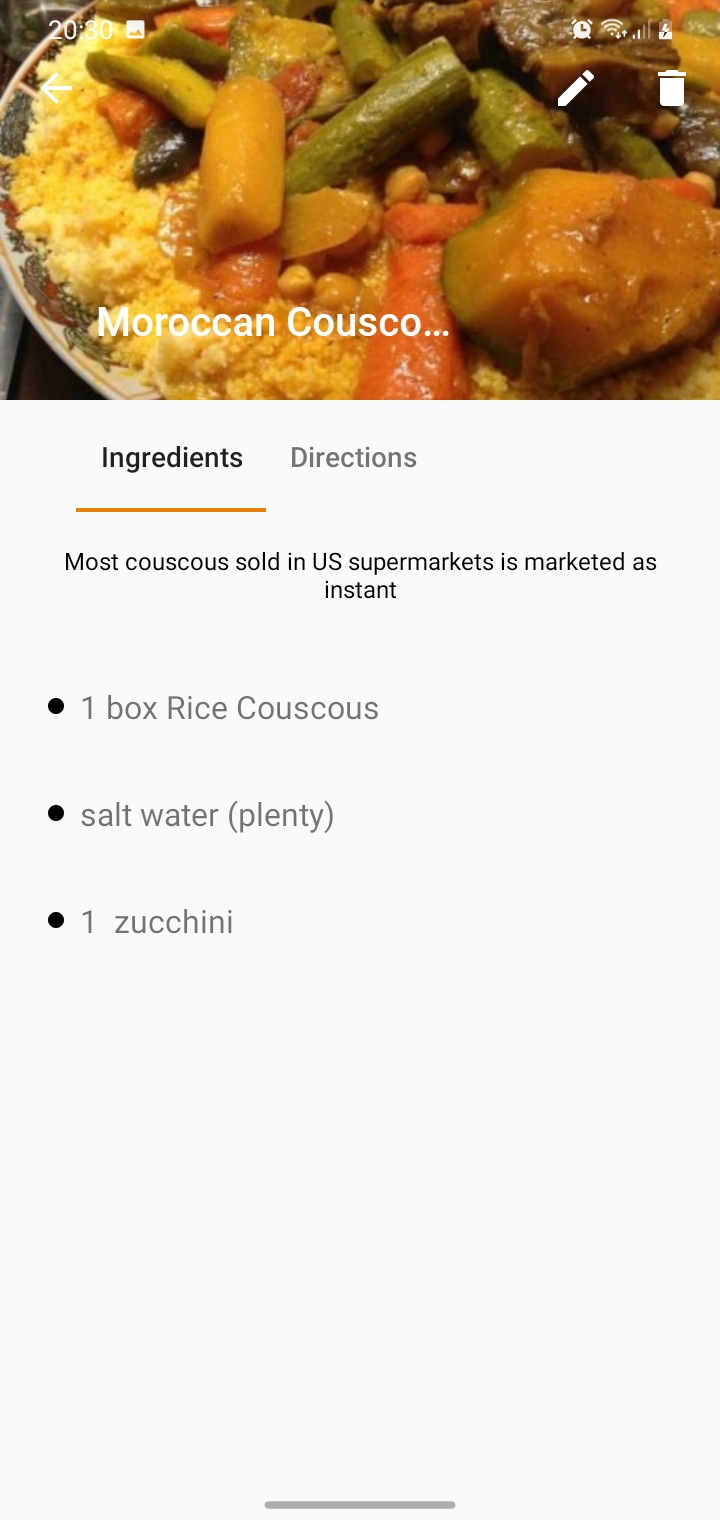 20:30
Moroccan Cousco...
Ingredients Directions
Most couscous sold in US supermarkets is marketed as
instant
1 box Rice Couscous
salt water (plenty)
1  zucchini